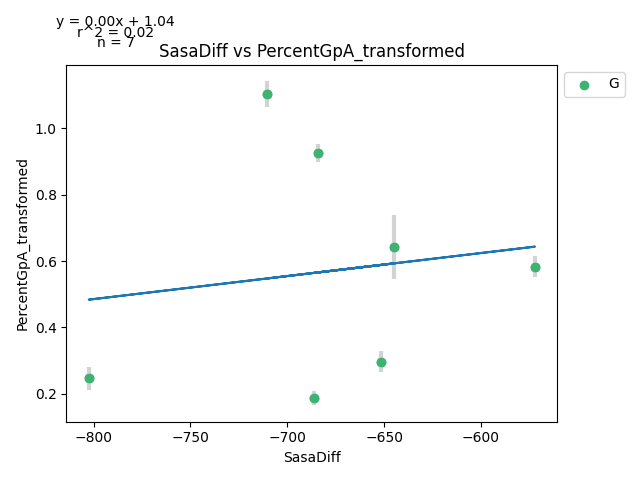 y = 0.00x + 1.04
r^2 = 0.02
n = 7
SasaDiff vs PercentGpA_transformed
G
PercentGpA_transformed
1.0
0.8
0.6
0.4
0.2
−800
−750
−700
−650
−600
SasaDiff